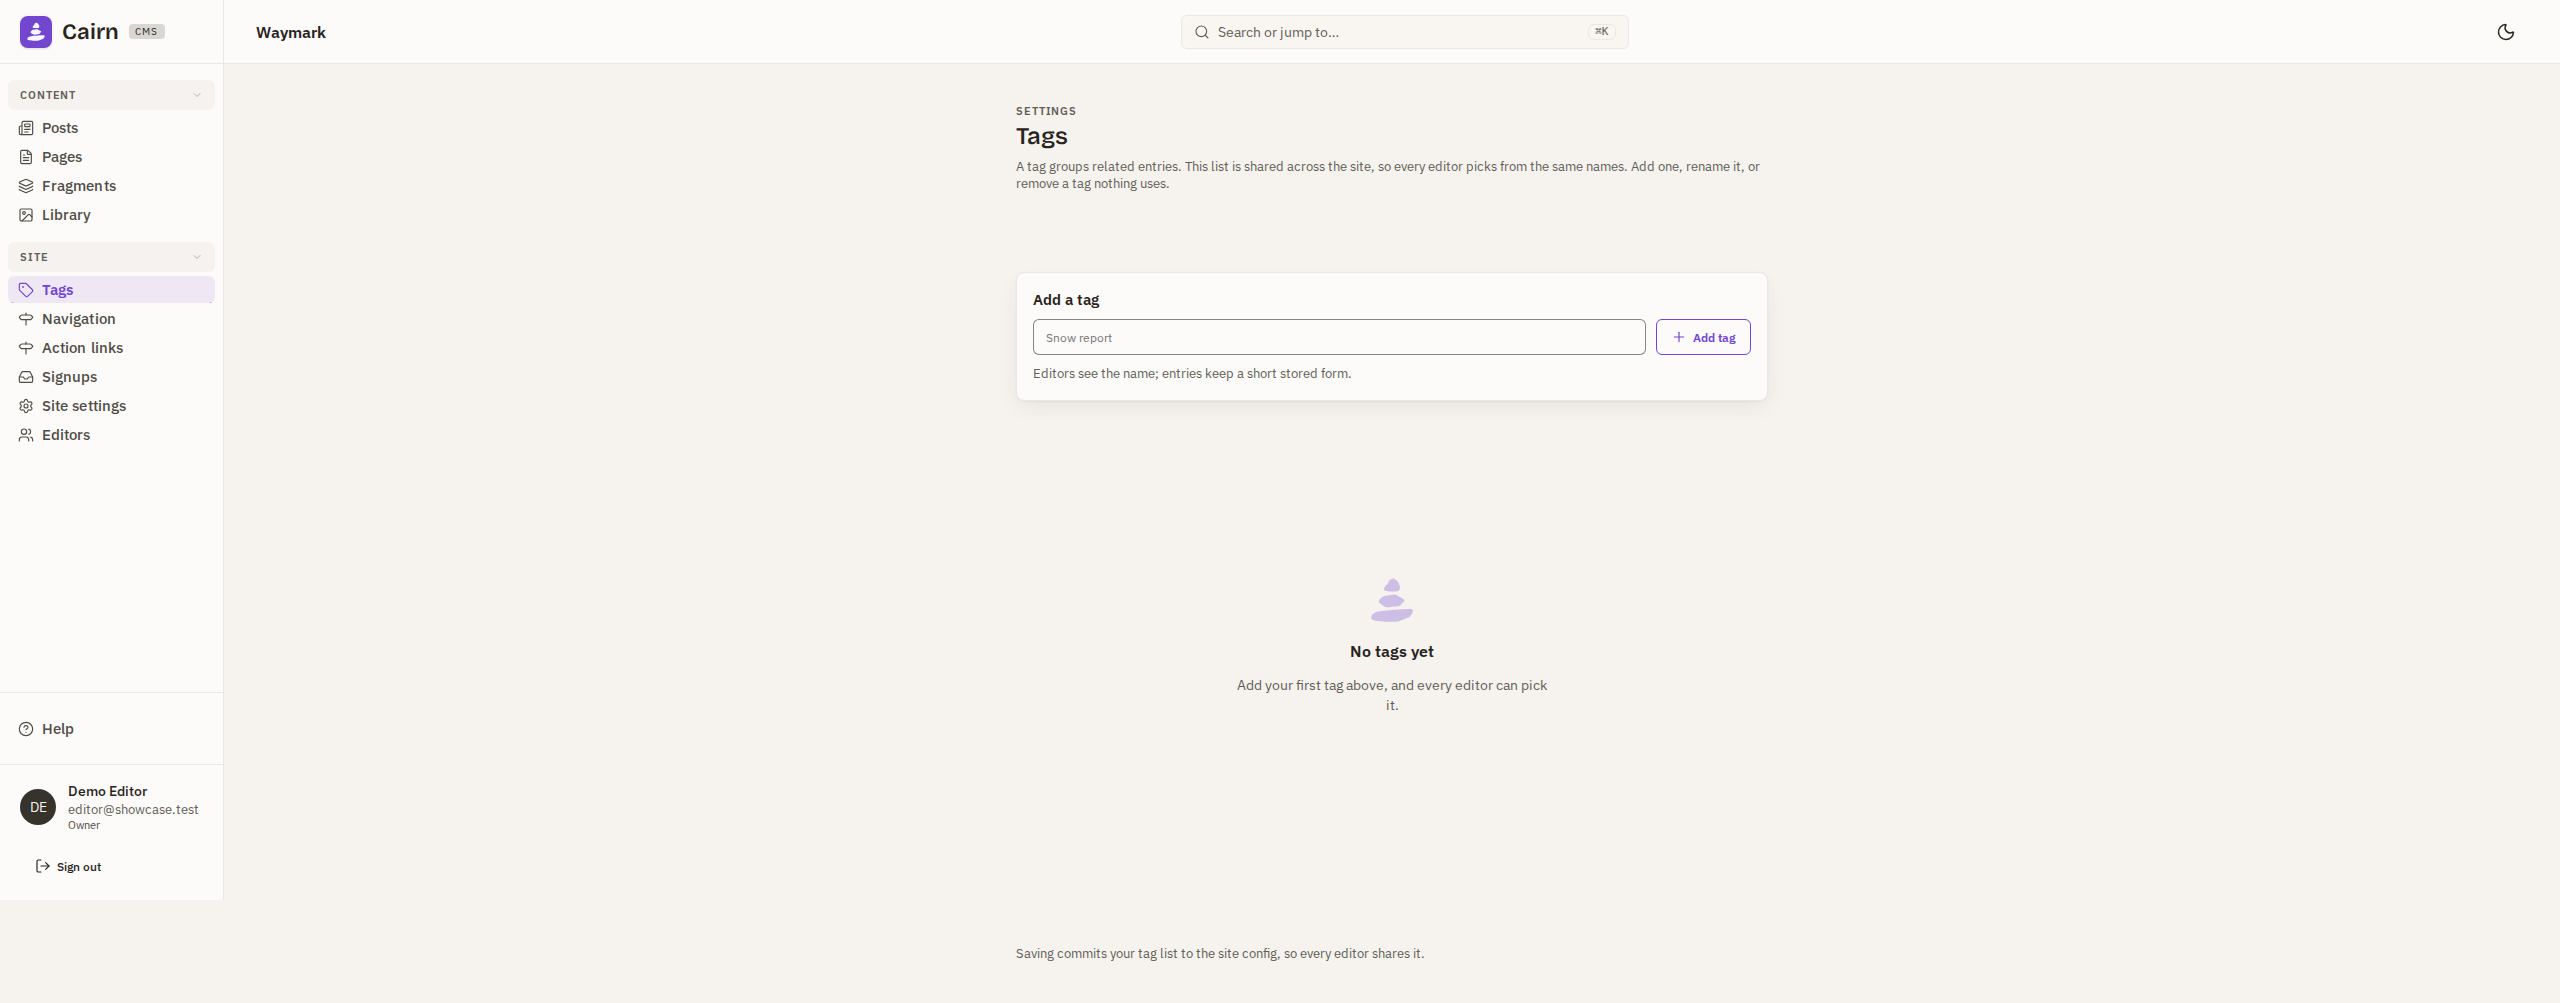 Cairn CMS
Waymark
Search or jump to...
⌘K
CONTENT
Posts
Pages
Fragments
Library
SITE
Tags
Navigation
Action links
Signups
Site settings
Editors
Help
DE
Demo Editor
editor@showcase.test
Owner
Sign out
SETTINGS
Tags
A tag groups related entries. This list is shared across the site, so every editor picks from the same names. Add one, rename it, or
remove a tag nothing uses.
Add a tag
Snow report
Add tag
Editors see the name; entries keep a short stored form.
No tags yet
Add your first tag above, and every editor can pick
it.
Saving commits your tag list to the site config, so every editor shares it.